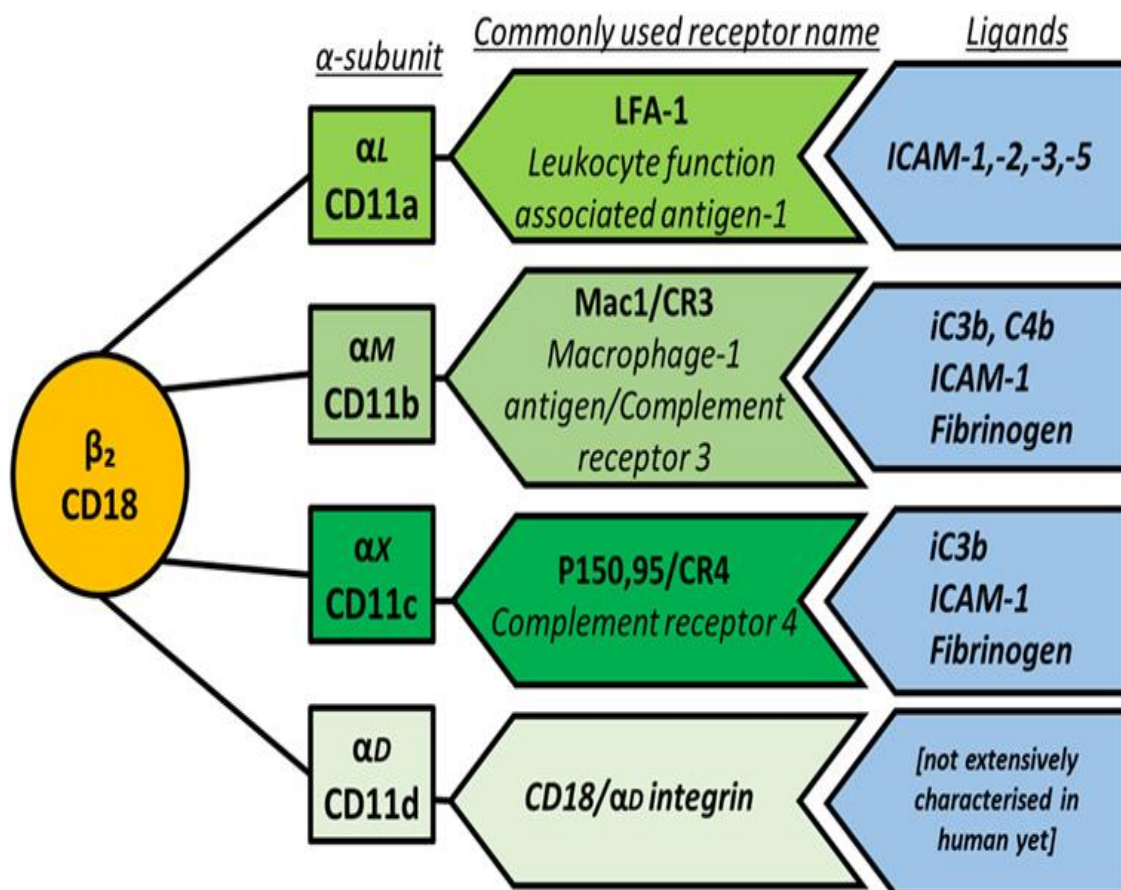 α-subunit
Commonly used receptor name
Ligands
β₂
CD18
αL
CD11a
LFA-1
Leukocyte function
associated antigen-1
ICAM-1,-2,-3,-5
αM
CD11b
Mac1/CR3
Macrophage-1
antigen/Complement
receptor 3
iC3b, C4b
ICAM-1
Fibrinogen
αX
CD11c
P150,95/CR4
Complement receptor 4
iC3b
ICAM-1
Fibrinogen
αD
CD11d
CD18/αD integrin
[not extensively
characterised in
human yet]